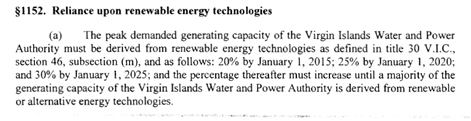 §1152. Reliance upon renewable energy technologies
(a) The peak demanded generating capacity of the Virgin Islands Water and Power
Authority must be derived from renewable energy technologies as defined in title 30 V.I.C.,
section 46, subsection (m), and as follows: 20% by January 1, 2015; 25% by January 1, 2020;
and 30% by January 1, 2025; and the percentage thereafter must increase until a majority of the
generating capacity of the Virgin Islands Water and Power Authority is derived from renewable
or alternative energy technologies.